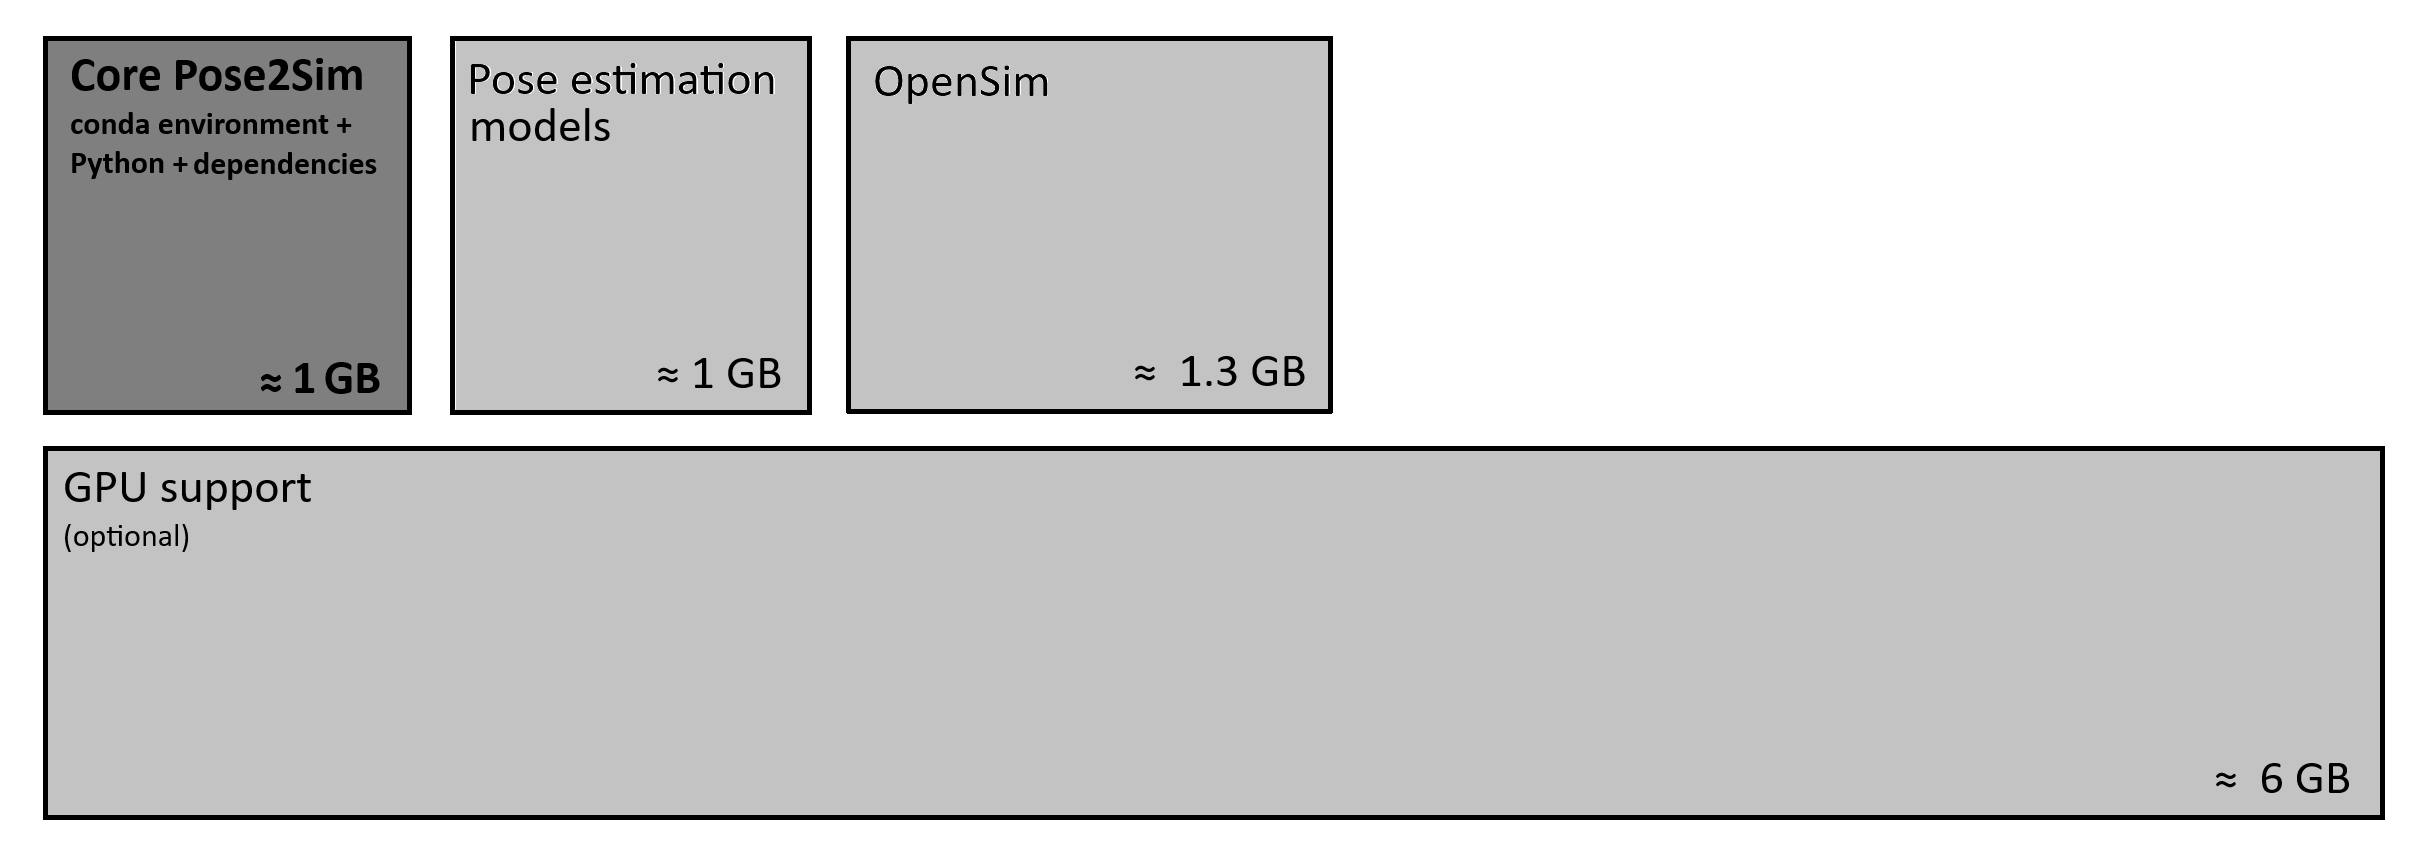 Core Pose2Sim
conda environment +
Python + dependencies
≈ 1 GB
Pose estimation
models
≈ 1 GB
OpenSim
≈ 1.3 GB
GPU support
(optional)
≈ 6 GB